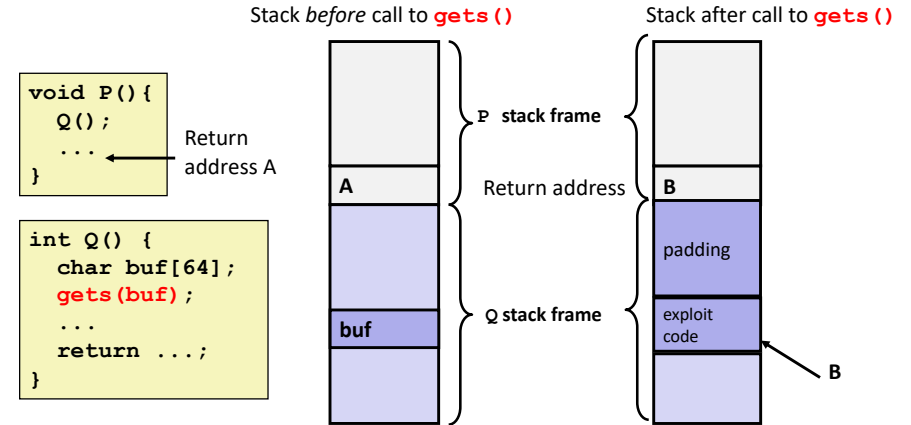 Stack before call to gets()
Stack after call to gets()
void P(){
Q();
...
}
Return
address A
int Q() {
char buf[64];
gets(buf);
...
return ...;
}
A
buf
P stack frame
Return address
Q stack frame
B
padding
exploit
code
B